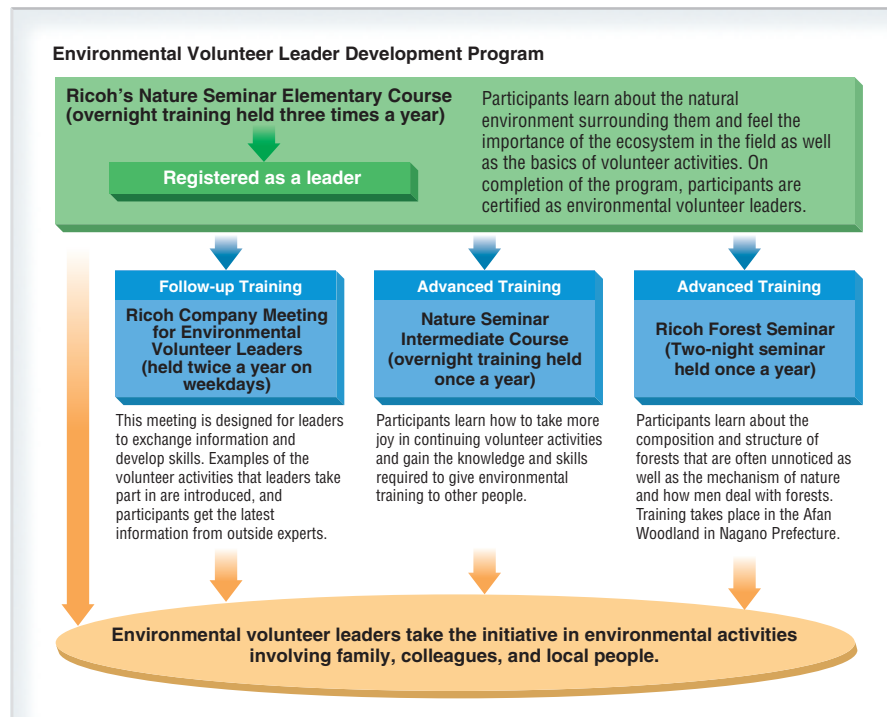 Environmental Volunteer Leader Development Program
Ricoh's Nature Seminar Elementary Course
(overnight training held three times a year)
Registered as a leader
Participants learn about the natural
environment surrounding them and feel the
importance of the ecosystem in the field as well
as the basics of volunteer activities. On
completion of the program, participants are
certified as environmental volunteer leaders.
Follow-up Training
Ricoh Company Meeting
for Environmental
Volunteer Leaders
(held twice a year on
weekdays)
This meeting is designed for leaders
to exchange information and
develop skills. Examples of the
volunteer activities that leaders take
part in are introduced, and
participants get the latest
information from outside experts.
Advanced Training
Nature Seminar
Intermediate Course
(overnight training held
once a year)
Participants learn how to take more
joy in continuing volunteer activities
and gain the knowledge and skills
required to give environmental
training to other people.
Advanced Training
Ricoh Forest Seminar
(Two-night seminar
held once a year)
Participants learn about the
composition and structure of
forests that are often unnoticed as
well as the mechanism of nature
and how men deal with forests.
Training takes place in the Afan
Woodland in Nagano Prefecture.
Environmental volunteer leaders take the initiative in environmental activities
involving family, colleagues, and local people.